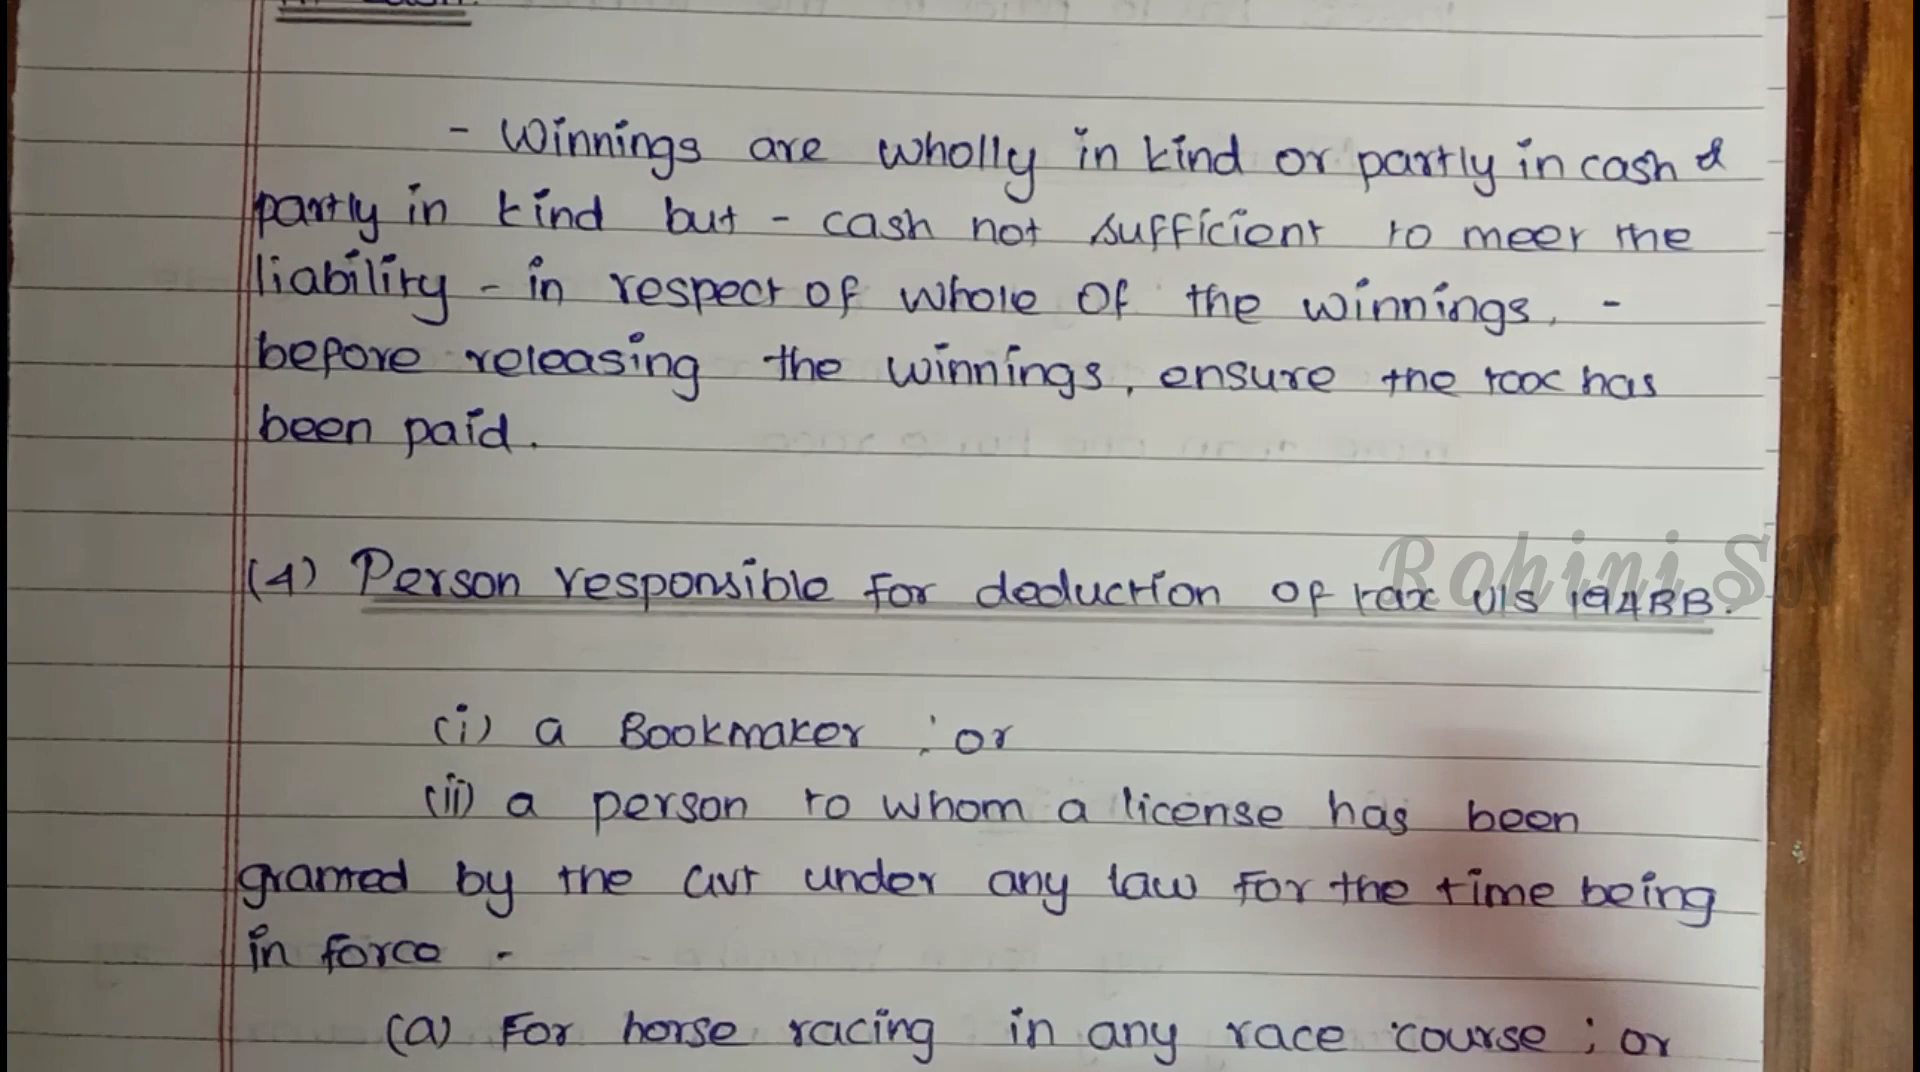 - Winnings are wholly in kind or partly in cash &
partly in kind but - cash not sufficient to meet the
liability - in respect of whole of the winnings, -
before releasing the winnings, ensure the tax has
been paid.
(4) Person responsible for deduction of tax u/s 194BB.
Rohini SN
(i) a Bookmaker ; or
(ii) a person to whom a license has been
granted by the Gvt under any law for the time being
in force -
(a) For horse racing in any race course ; or